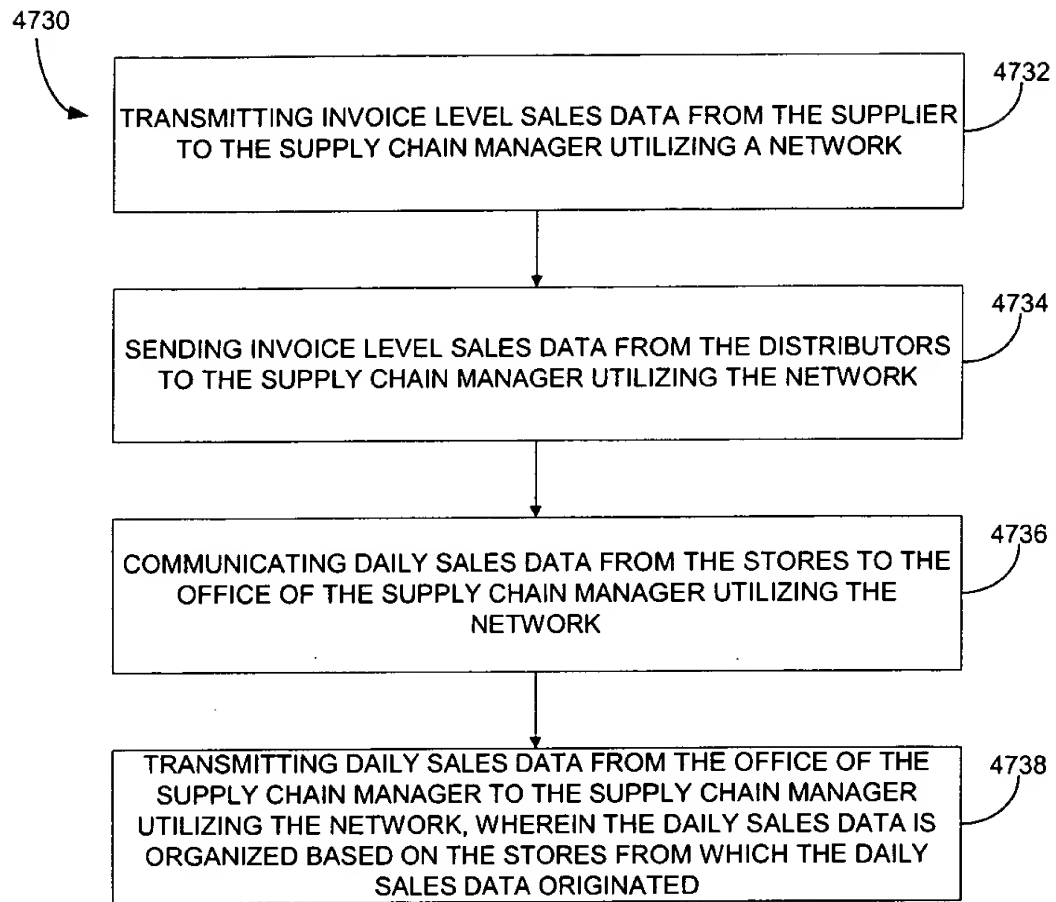 4730
4732
TRANSMITTING INVOICE LEVEL SALES DATA FROM THE SUPPLIER
TO THE SUPPLY CHAIN MANAGER UTILIZING A NETWORK
4734
SENDING INVOICE LEVEL SALES DATA FROM THE DISTRIBUTORS
TO THE SUPPLY CHAIN MANAGER UTILIZING THE NETWORK
4736
COMMUNICATING DAILY SALES DATA FROM THE STORES TO THE
OFFICE OF THE SUPPLY CHAIN MANAGER UTILIZING THE
NETWORK
4738
TRANSMITTING DAILY SALES DATA FROM THE OFFICE OF THE
SUPPLY CHAIN MANAGER TO THE SUPPLY CHAIN MANAGER
UTILIZING THE NETWORK, WHEREIN THE DAILY SALES DATA IS
ORGANIZED BASED ON THE STORES FROM WHICH THE DAILY
SALES DATA ORIGINATED